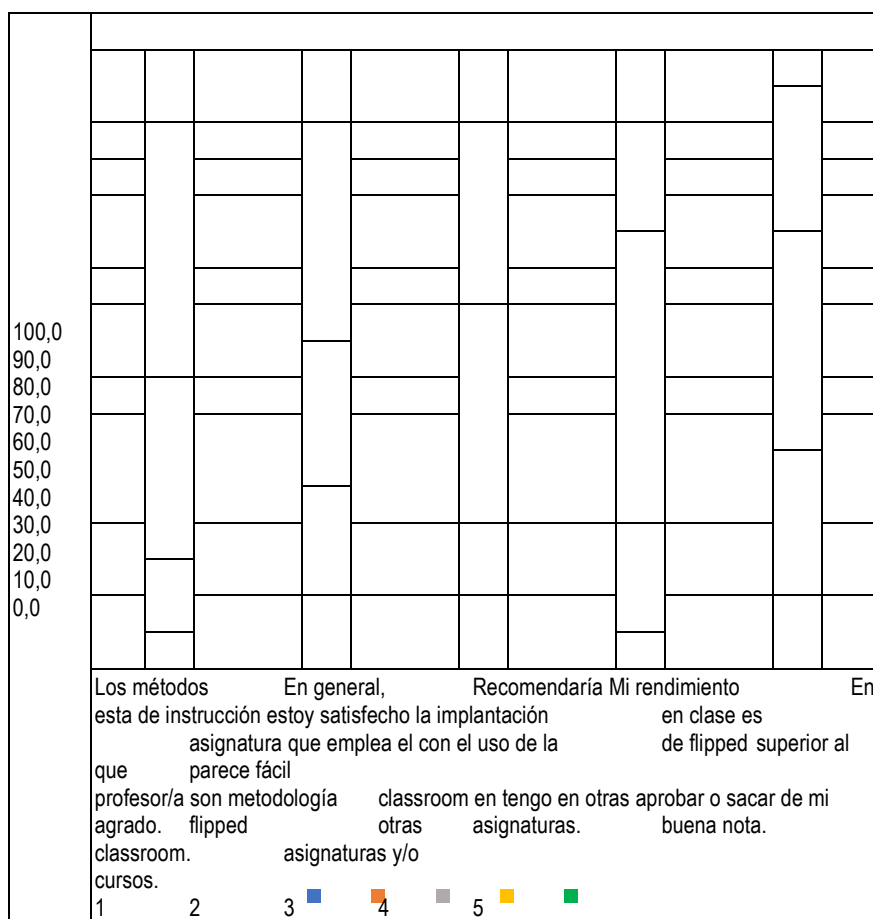 100,0
90,0
80,0
70,0
60,0
50,0
40,0
30,0
20,0
10,0
0,0
Los métodos En general, Recomendaría Mi rendimiento En
esta de instrucción estoy satisfecho la implantación en clase es
asignatura que emplea el con el uso de la de flipped superior al
que parece fácil
profesor/a son metodología classroom en tengo en otras aprobar o sacar de mi
agrado. flipped otras asignaturas. buena nota.
classroom. asignaturas y/o
cursos.
1 2 3 4 5